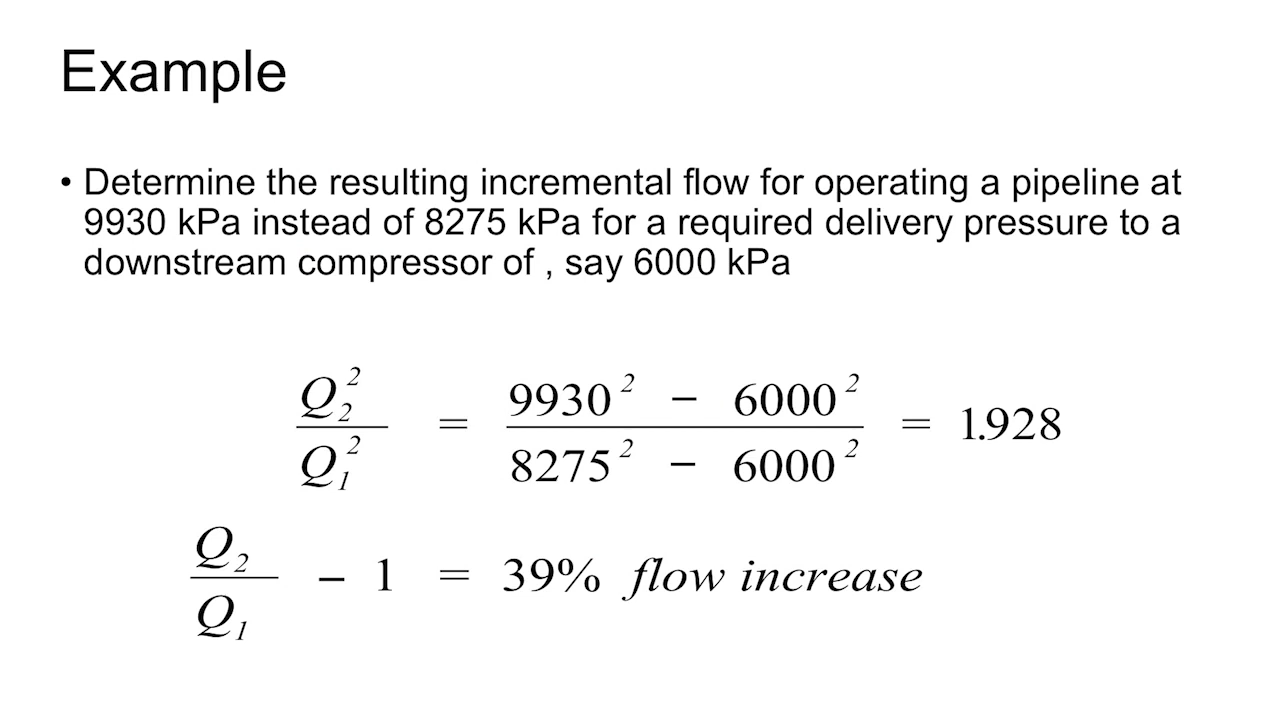 Example
• Determine the resulting incremental flow for operating a pipeline at
9930 kPa instead of 8275 kPa for a required delivery pressure to a
downstream compressor of , say 6000 kPa
Q₂² / Q₁² = (9930² − 6000²) / (8275² − 6000²) = 1.928
Q₂ / Q₁ − 1 = 39% flow increase